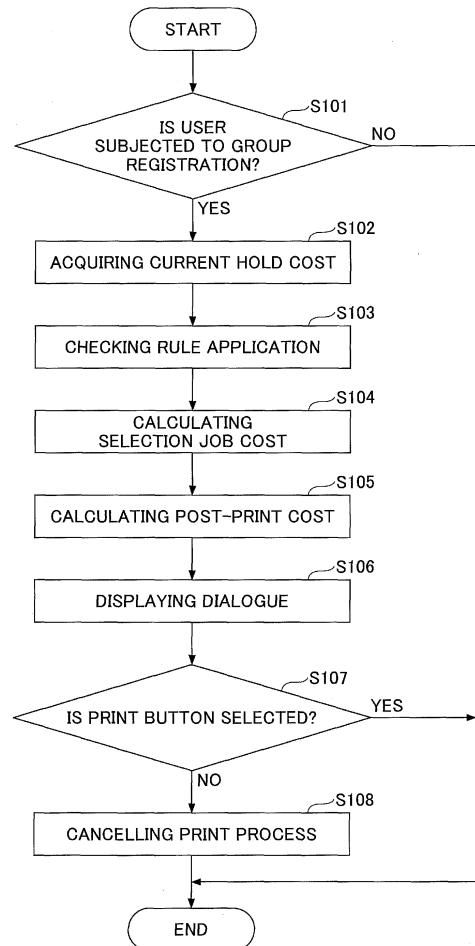 START
S101
IS USER
SUBJECTED TO GROUP
REGISTRATION?
NO
YES
S102
ACQUIRING CURRENT HOLD COST
S103
CHECKING RULE APPLICATION
S104
CALCULATING
SELECTION JOB COST
S105
CALCULATING POST-PRINT COST
S106
DISPLAYING DIALOGUE
S107
IS PRINT BUTTON SELECTED?
YES
NO
S108
CANCELLING PRINT PROCESS
END